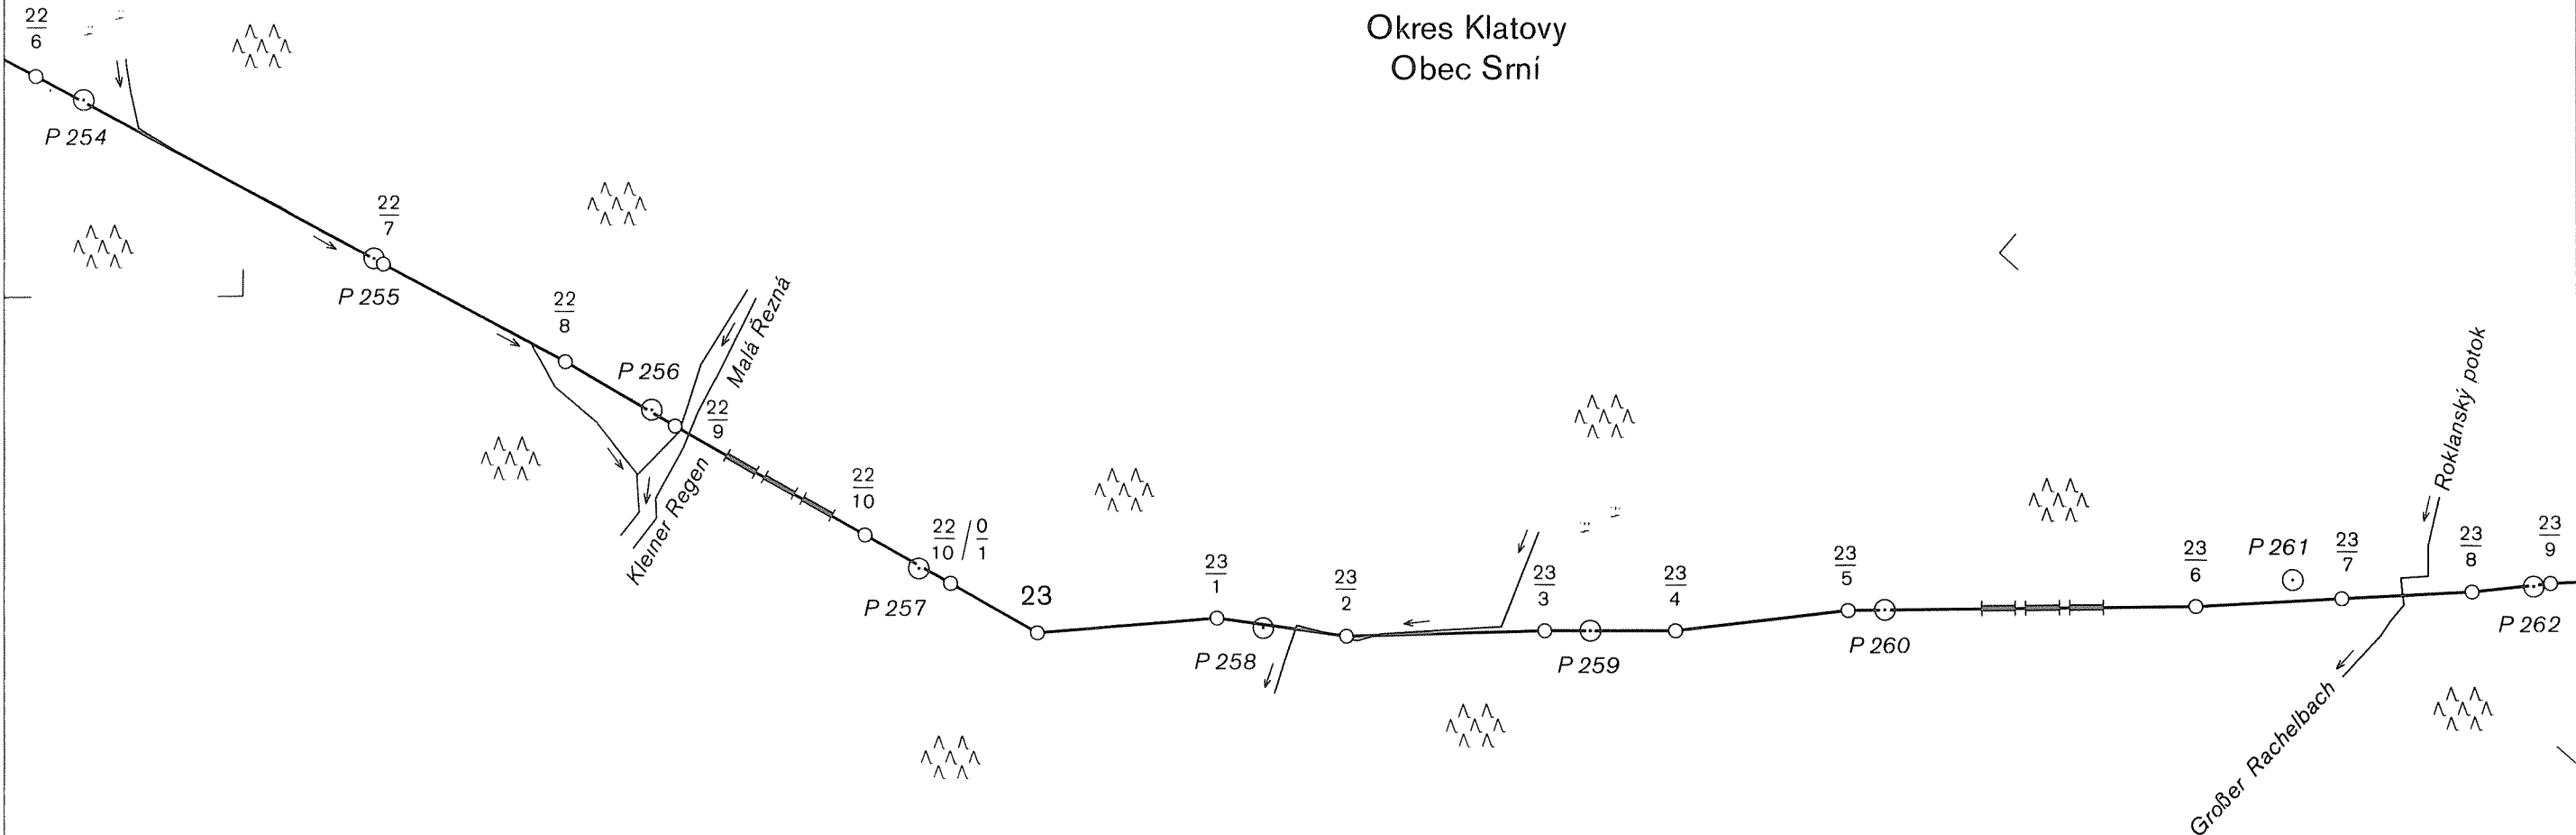 Okres Klatovy
Obec Srní
22
6
P 254
22
7
P 255
22
8
P 256
Malá Řezná
22
9
Kleiner Regen
22
10
22 / 0
10 / 1
P 257
23
23
1
P 258
23
2
23
3
P 259
23
4
23
5
P 260
23
6
P 261
23
7
Roklanský potok
Großer Rachelbach
23
8
23
9
P 262